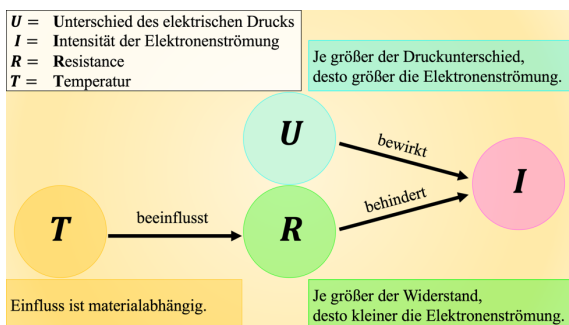 U = Unterschied des elektrischen Drucks
I = Intensität der Elektronenströmung
R = Resistance
T = Temperatur
Je größer der Druckunterschied,
desto größer die Elektronenströmung.
U
bewirkt
I
T
beeinflusst
R
behindert
Einfluss ist materialabhängig.
Je größer der Widerstand,
desto kleiner die Elektronenströmung.